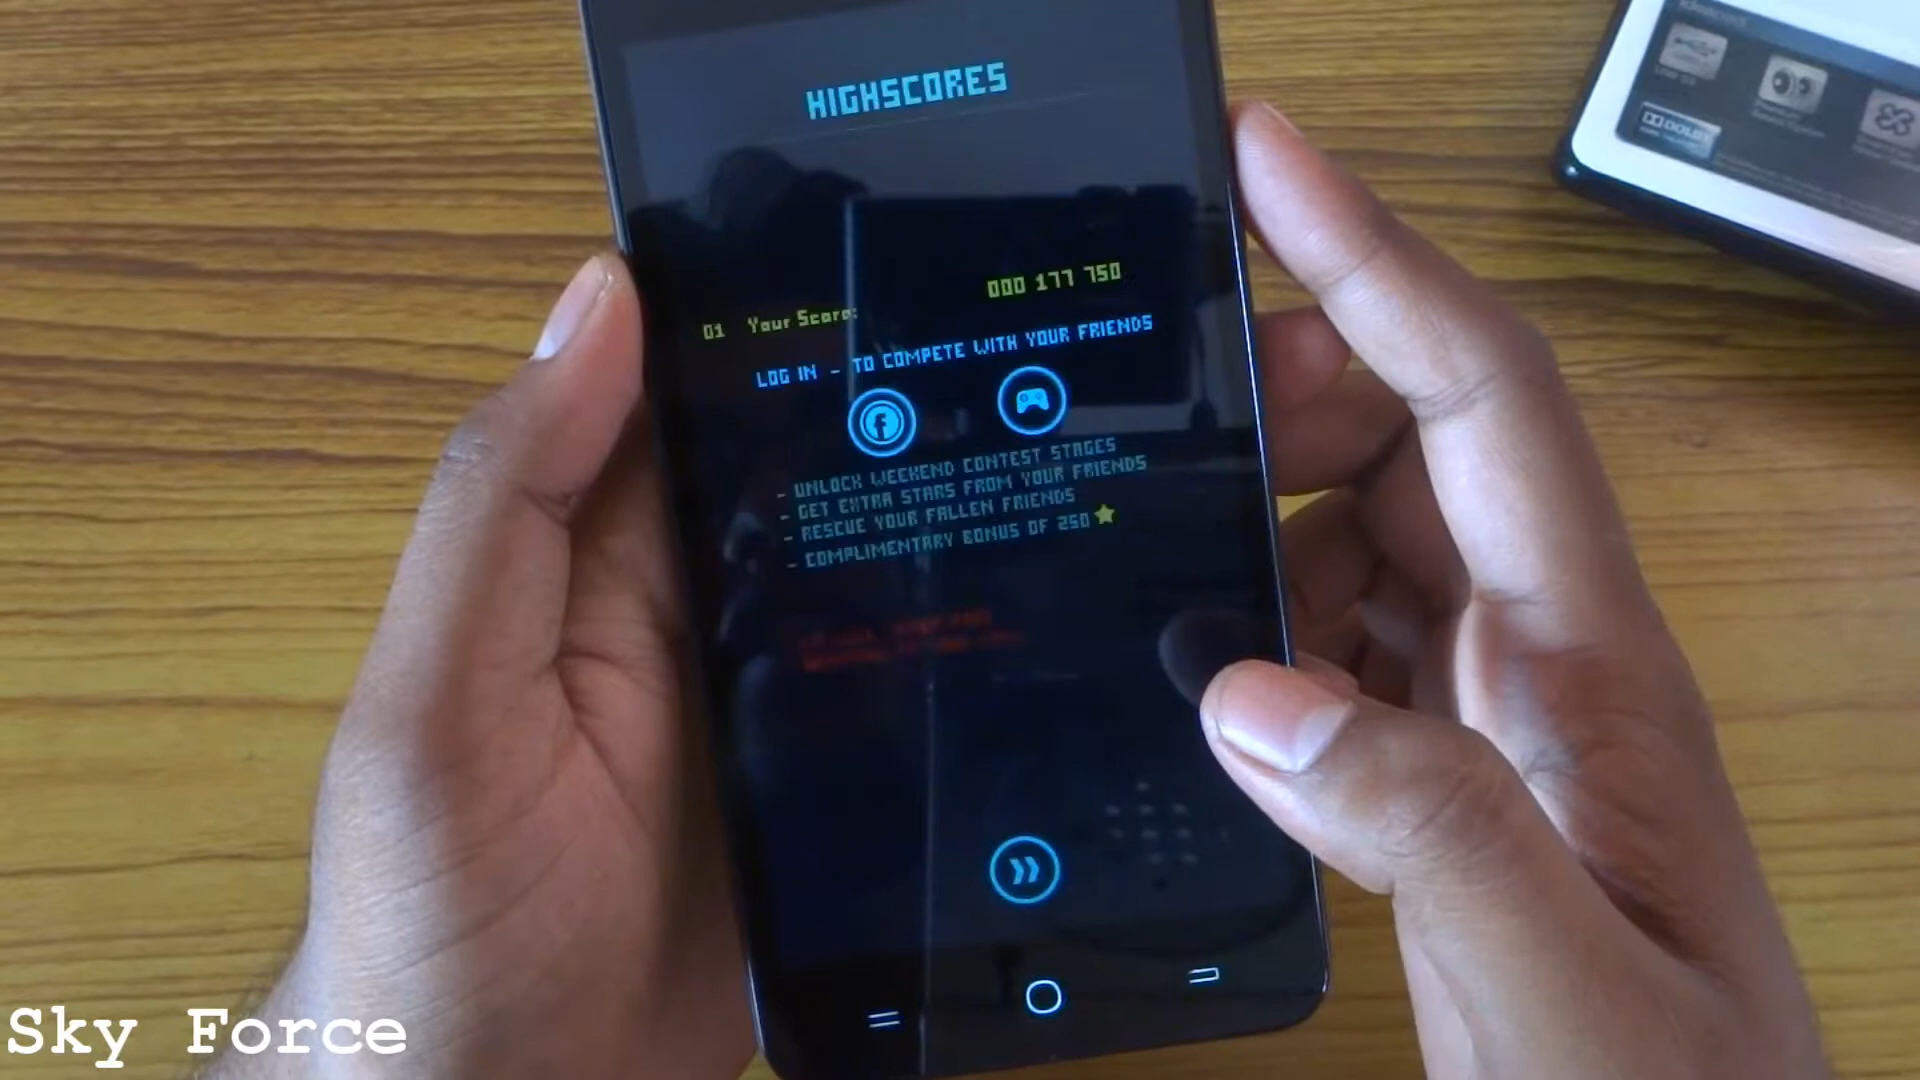 HIGHSCORES
01 Your Score: 000 177 750
LOG IN - TO COMPETE WITH YOUR FRIENDS
- UNLOCK WEEKEND CONTEST STAGES
- GET EXTRA STARS FROM YOUR FRIENDS
- RESCUE YOUR FALLEN FRIENDS
- COMPLIMENTARY BONUS OF 250
DOLBY
Sky Force